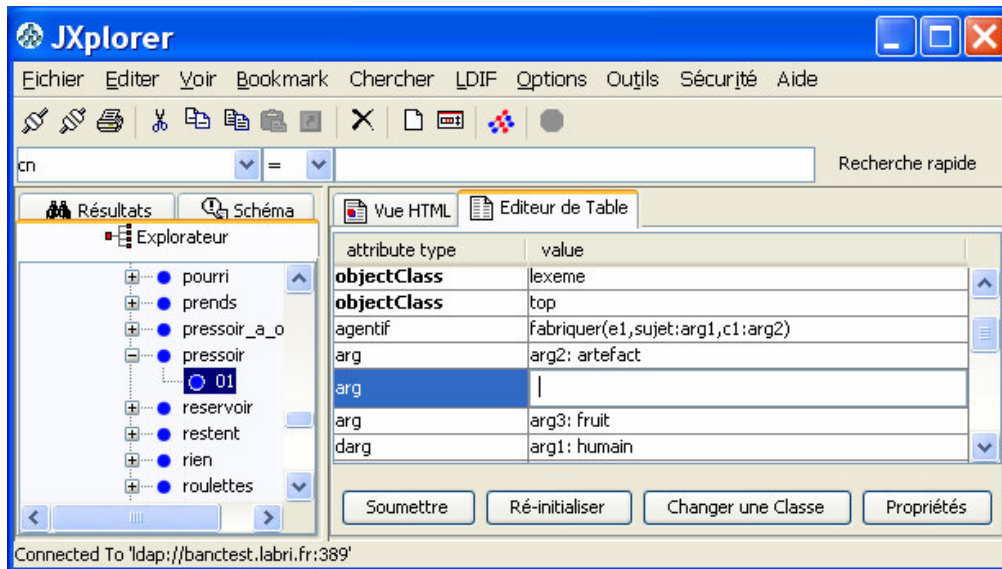 JXplorer
Fichier Editer Voir Bookmark Chercher LDIF Options Outils Sécurité Aide
cn = Recherche rapide
Résultats Schéma
Explorateur
pourri
prends
pressoir_a_o
pressoir
01
reservoir
restent
rien
roulettes
Vue HTML Editeur de Table
attribute type value
objectClass lexeme
objectClass top
agentif fabriquer(e1,sujet:arg1,c1:arg2)
arg arg2: artefact
arg
arg arg3: fruit
darg arg1: humain
Soumettre Ré-initialiser Changer une Classe Propriétés
Connected To 'ldap://banctest.labri.fr:389'